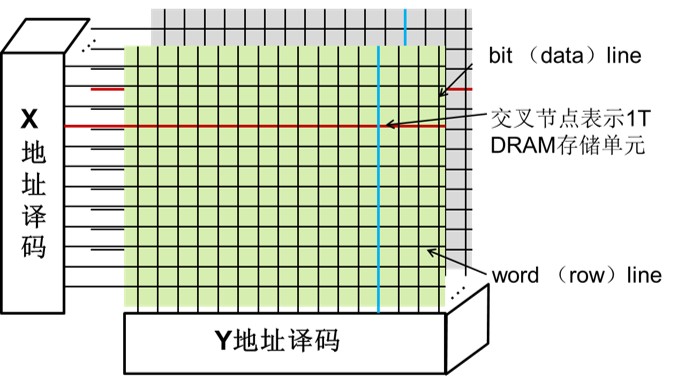 bit （data）line
交叉节点表示1T
DRAM存储单元
X
地
址
译
码
word （row）line
Y地址译码